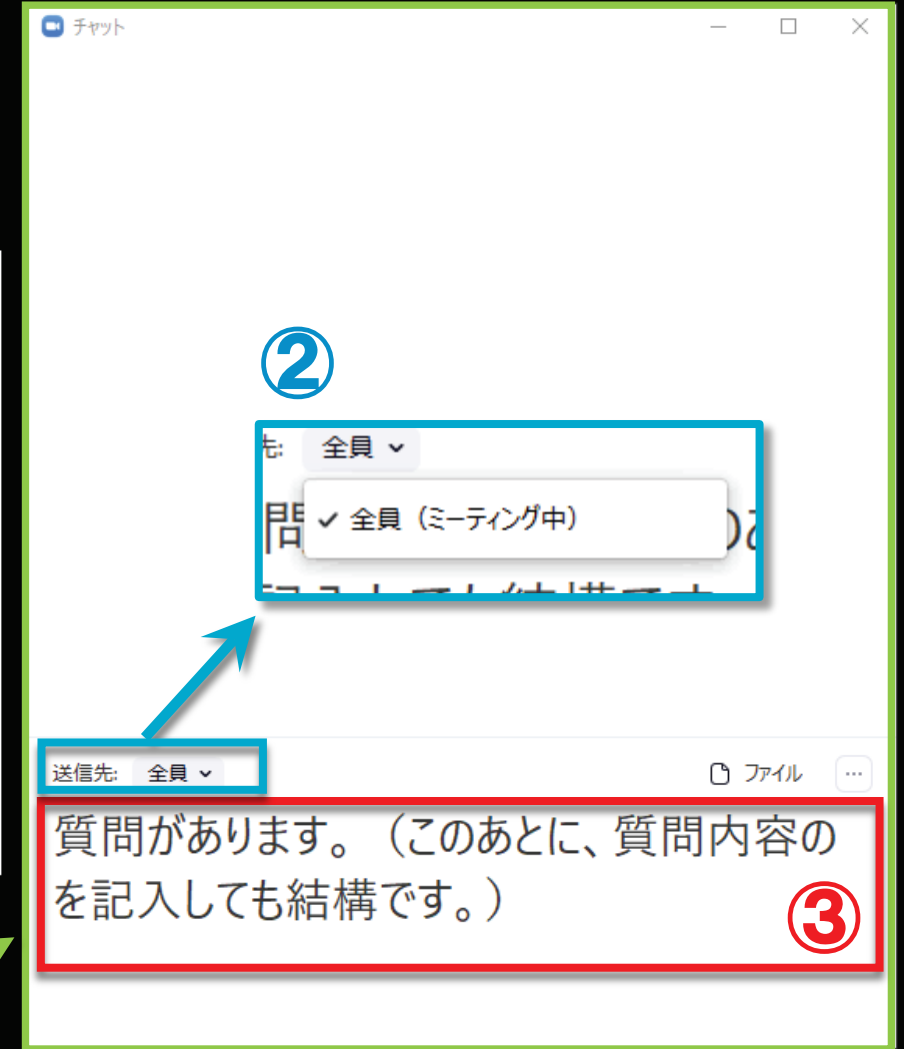 チャット
②
先: 全員
✓ 全員（ミーティング中）
問
送信先: 全員
ファイル
...
質問があります。（このあとに、質問内容の
を記入しても結構です。）
③